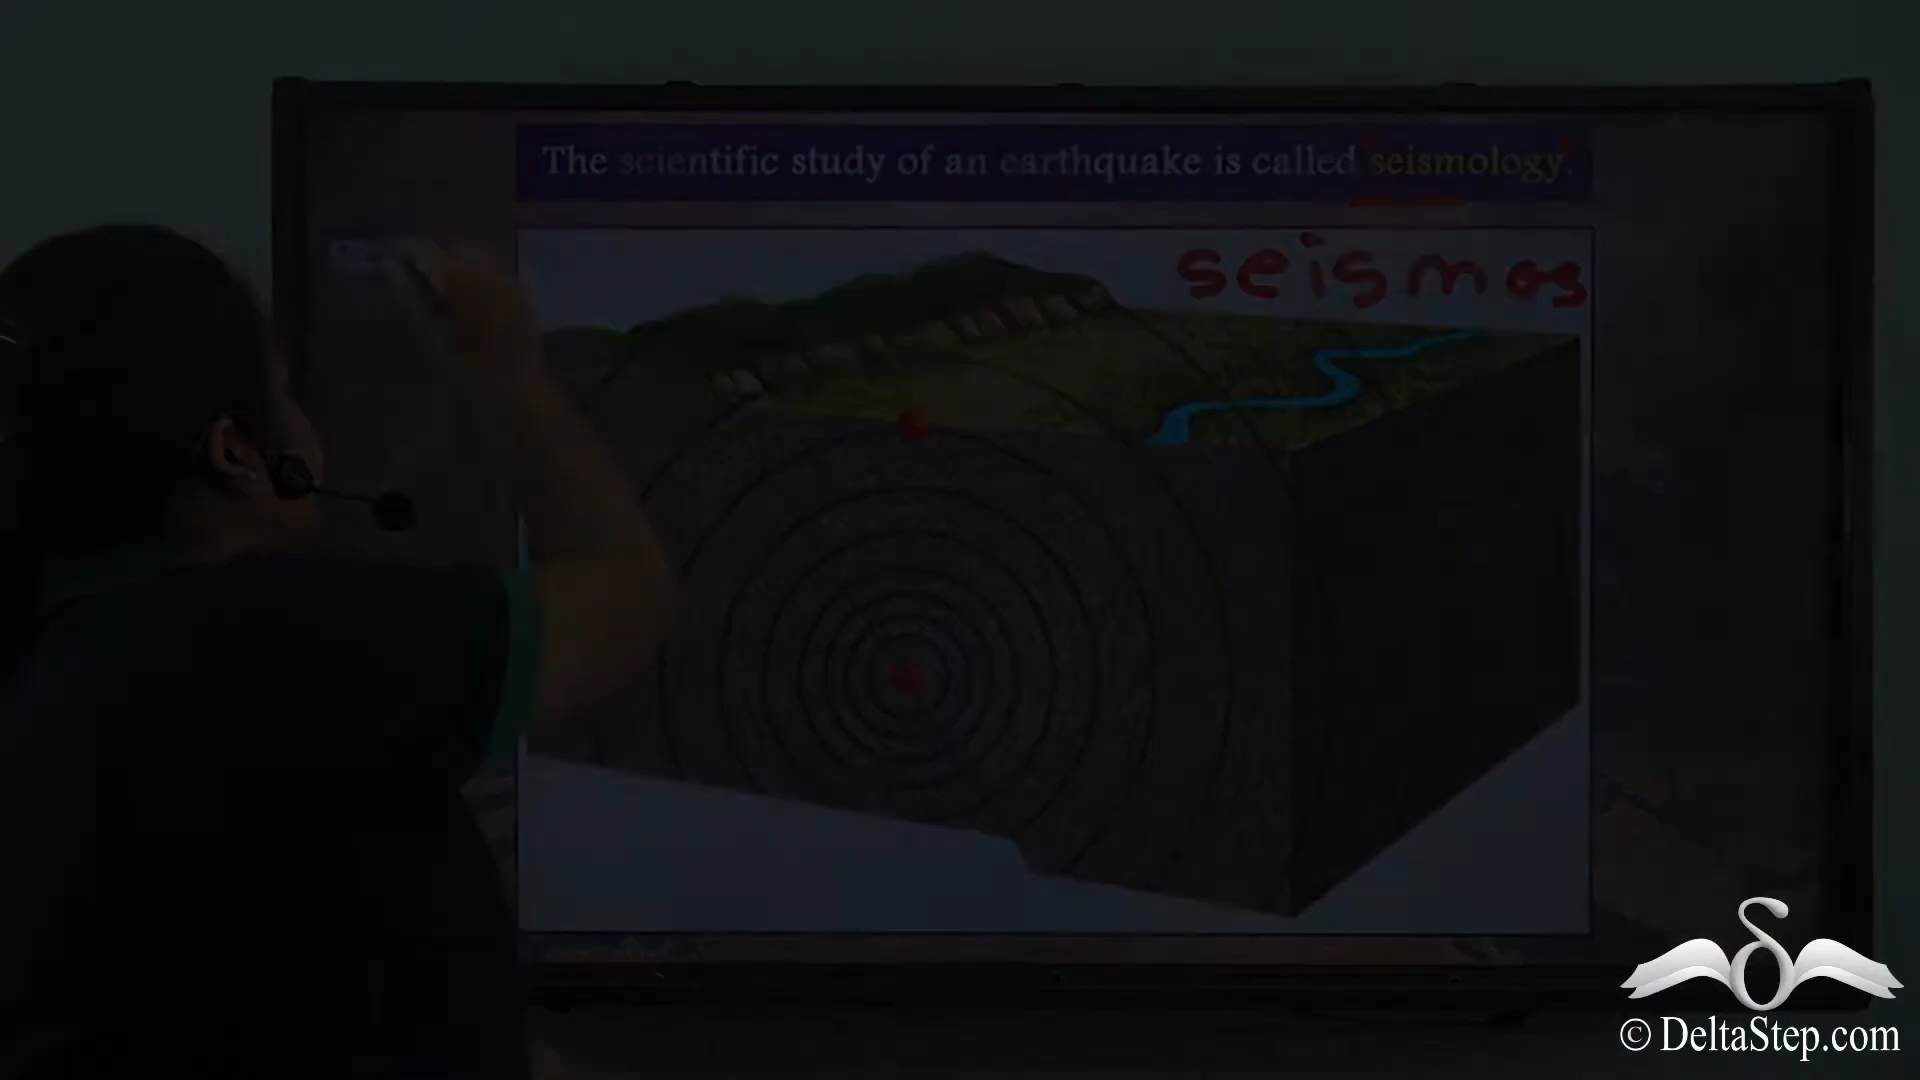 The scientific study of an earthquake is called seismology.
seismos
© DeltaStep.com